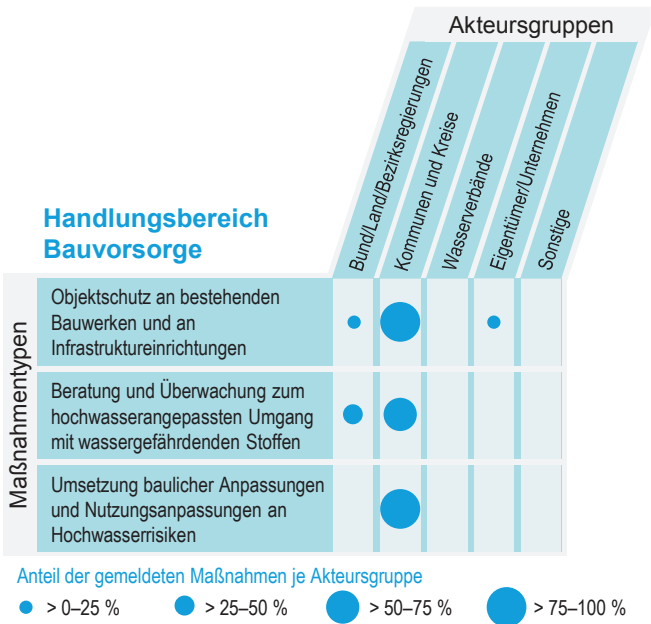 Akteursgruppen
Bund/Land/Bezirksregierungen
Kommunen und Kreise
Wasserverbände
Eigentümer/Unternehmen
Sonstige
Handlungsbereich
Bauvorsorge
Maßnahmentypen
Objektschutz an bestehenden
Bauwerken und an
Infrastruktureinrichtungen
Beratung und Überwachung zum
hochwasserangepassten Umgang
mit wassergefährdenden Stoffen
Umsetzung baulicher Anpassungen
und Nutzungsanpassungen an
Hochwasserrisiken
Anteil der gemeldeten Maßnahmen je Akteursgruppe
> 0–25 % > 25–50 % > 50–75 % > 75–100 %